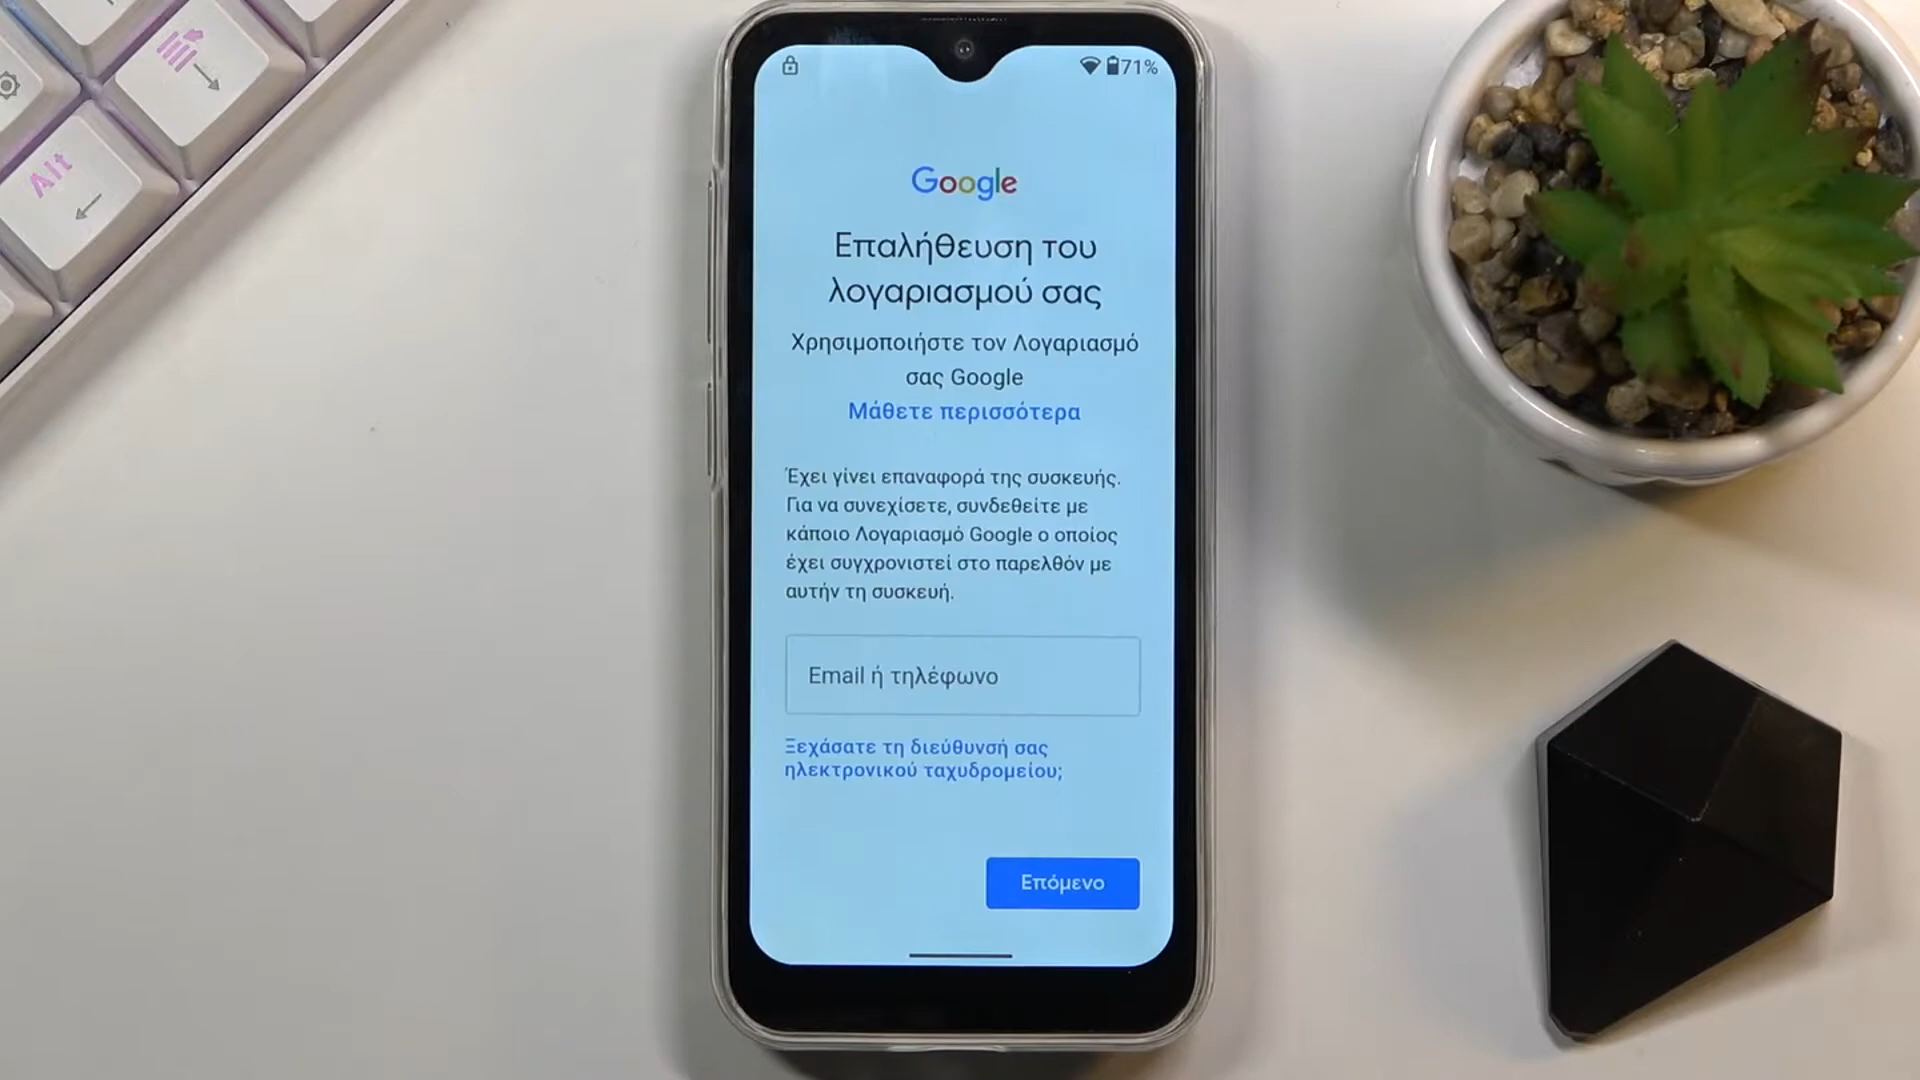 Alt
71%
Google
Επαλήθευση του
λογαριασμού σας
Χρησιμοποιήστε τον Λογαριασμό
σας Google
Μάθετε περισσότερα
Έχει γίνει επαναφορά της συσκευής.
Για να συνεχίσετε, συνδεθείτε με
κάποιο Λογαριασμό Google ο οποίος
έχει συγχρονιστεί στο παρελθόν με
αυτήν τη συσκευή.
Email ή τηλέφωνο
Ξεχάσατε τη διεύθυνσή σας
ηλεκτρονικού ταχυδρομείου;
Επόμενο